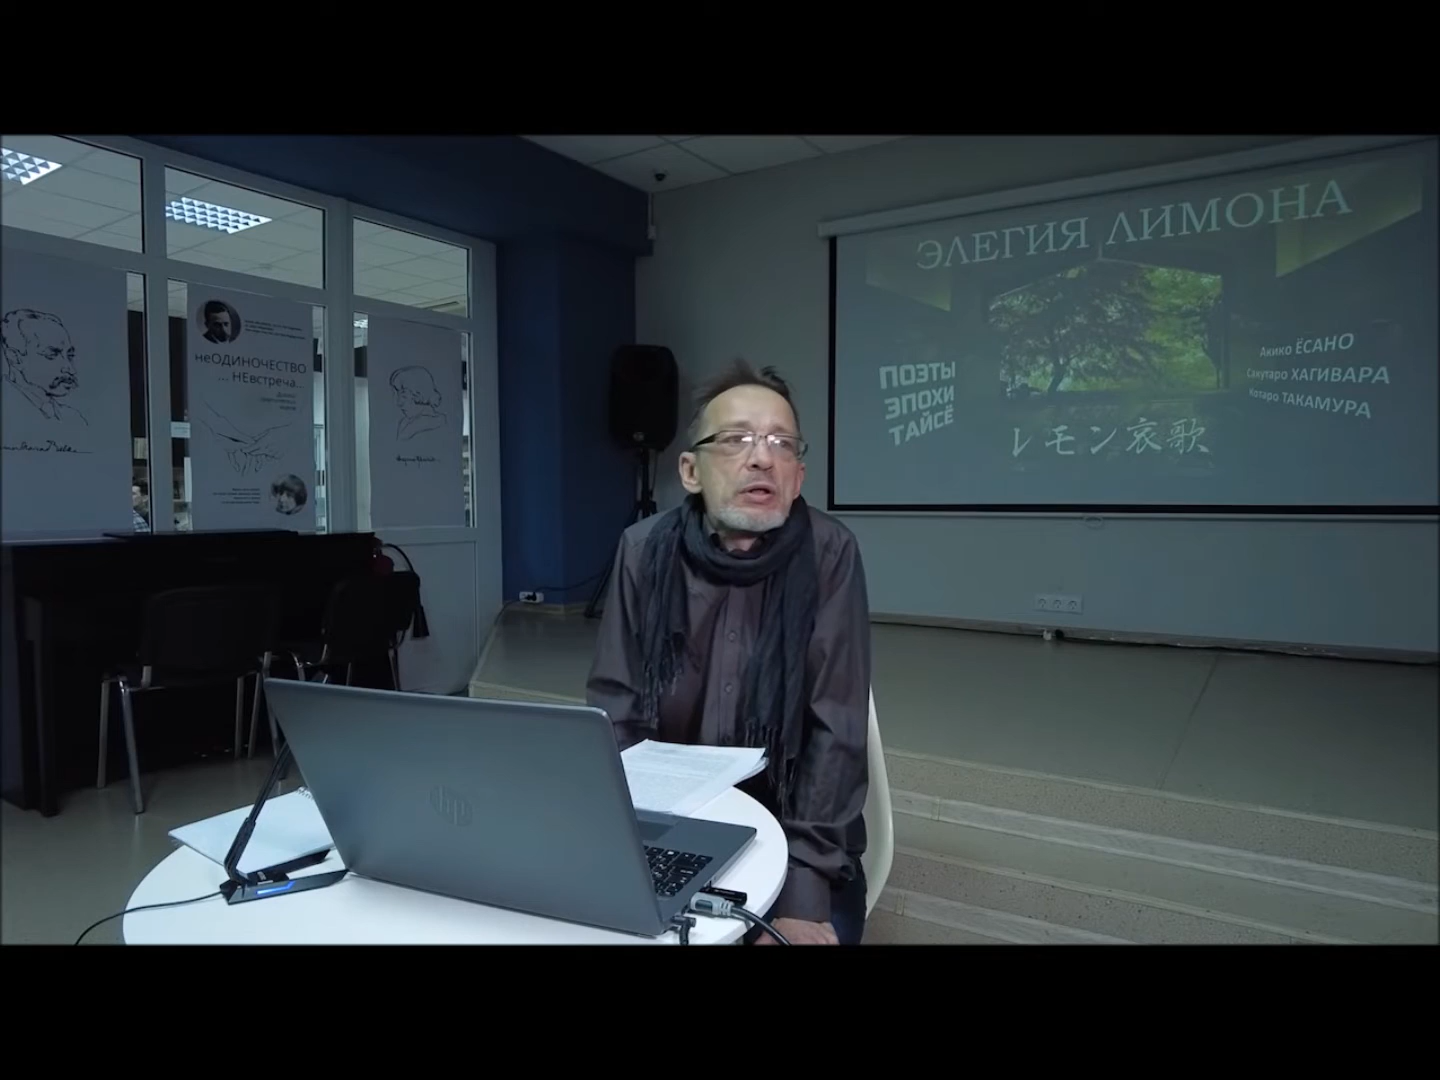 неОДИНОЧЕСТВО
... НЕвстреча...
ЭЛЕГИЯ ЛИМОНА
ПОЭТЫ
ЭПОХИ
ТАЙСЁ
Акико ЁСАНО
Сакутаро ХАГИВАРА
Котаро ТАКАМУРА
レモン哀歌
hp